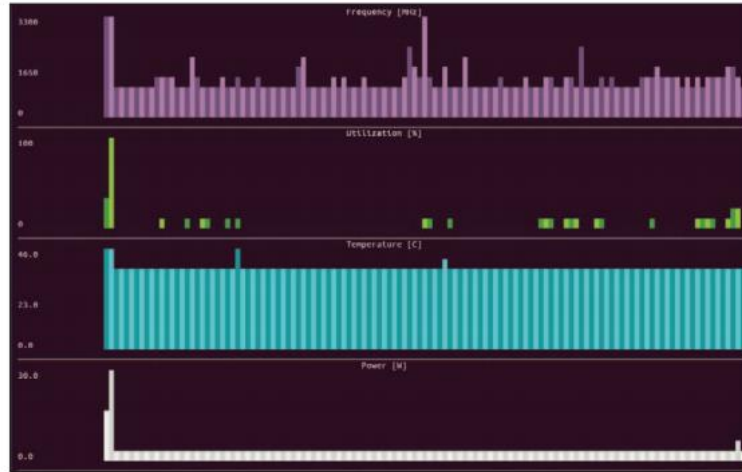 Frequency [MHz]
3300
1650
0
Utilization [%]
100
0
Temperature [C]
46.0
23.0
0.0
Power [W]
30.0
0.0